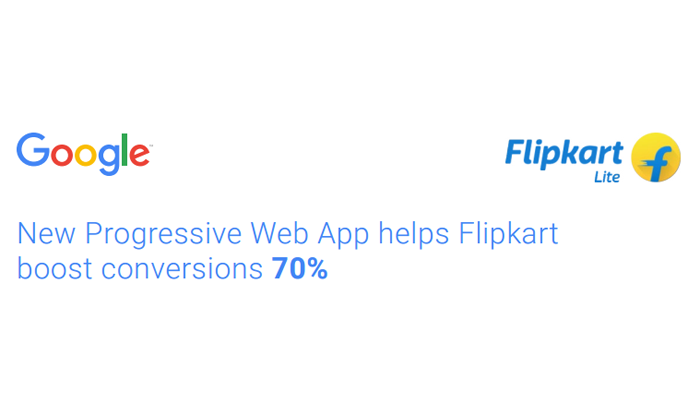 Google
Flipkart
Lite
New Progressive Web App helps Flipkart
boost conversions 70%